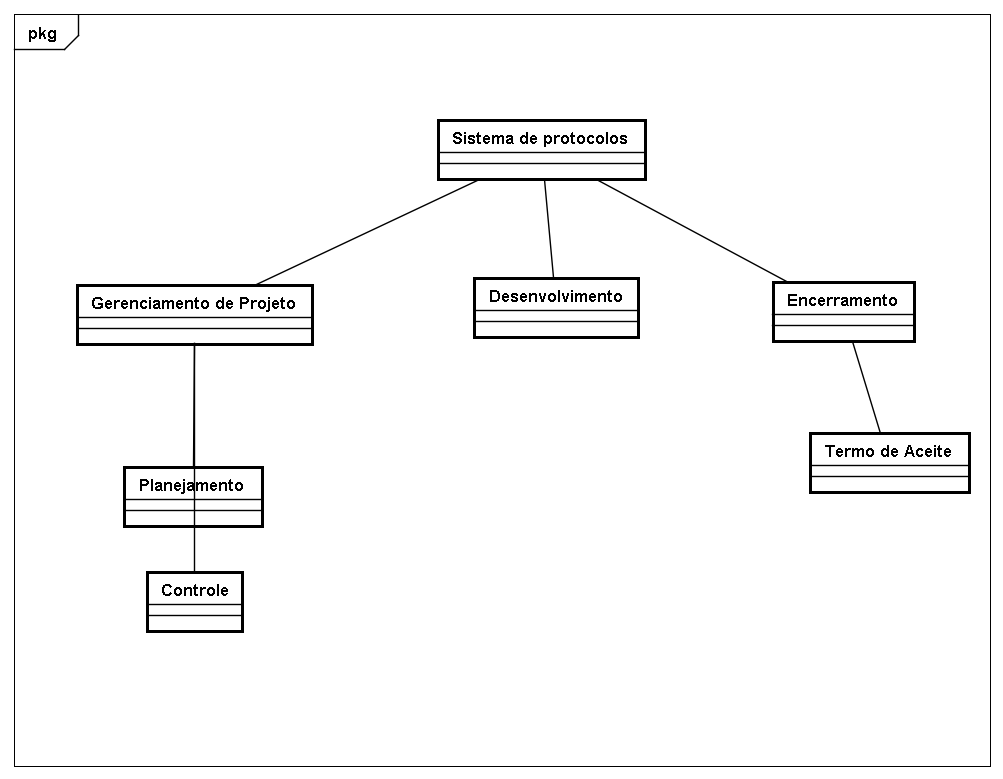 pkg
Sistema de protocolos
Gerenciamento de Projeto
Desenvolvimento
Encerramento
Termo de Aceite
Planejamento
Controle